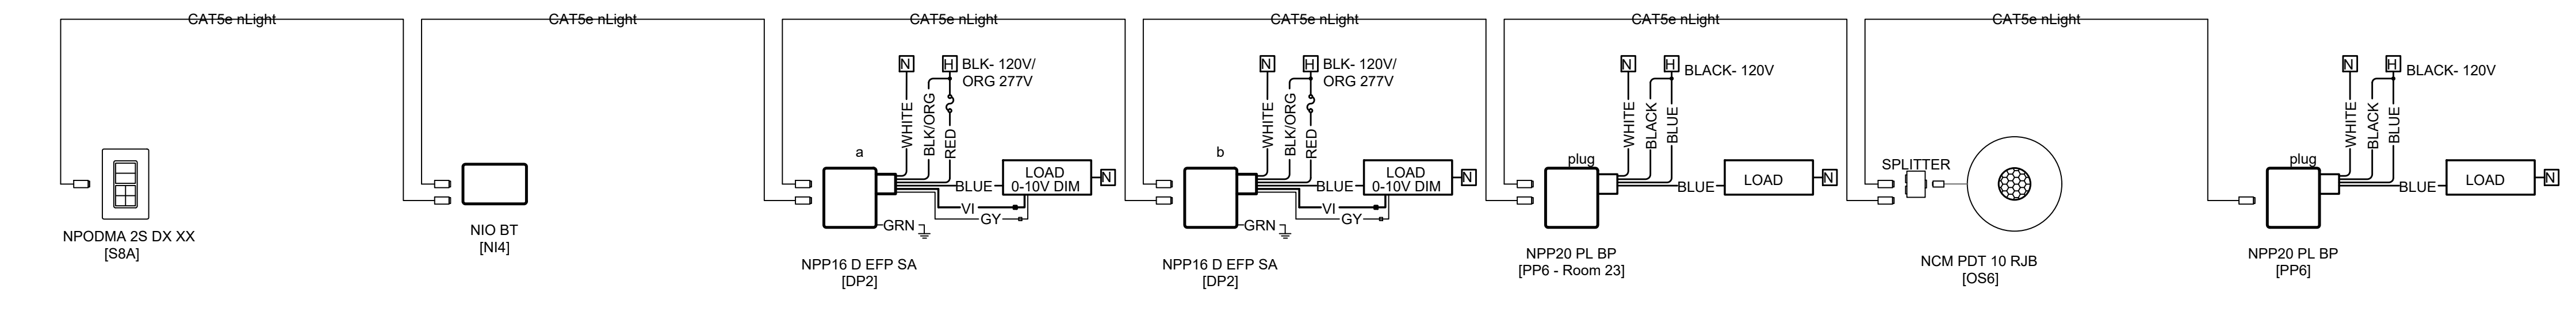 CAT5e nLight
CAT5e nLight
CAT5e nLight
CAT5e nLight
CAT5e nLight
CAT5e nLight
NPODMA 2S DX XX
[S8A]
NIO BT
[NI4]
N
H
BLK- 120V/
ORG 277V
WHITE
BLK/ORG
RED
a
LOAD
0-10V DIM
N
BLUE
VI
GY
GRN
NPP16 D EFP SA
[DP2]
N
H
BLK- 120V/
ORG 277V
WHITE
BLK/ORG
RED
b
LOAD
0-10V DIM
N
BLUE
VI
GY
GRN
NPP16 D EFP SA
[DP2]
N
H
BLACK- 120V
WHITE
BLACK
BLUE
plug
LOAD
N
BLUE
NPP20 PL BP
[PP6 - Room 23]
SPLITTER
NCM PDT 10 RJB
[OS6]
N
H
BLACK- 120V
WHITE
BLACK
BLUE
plug
LOAD
N
BLUE
NPP20 PL BP
[PP6]